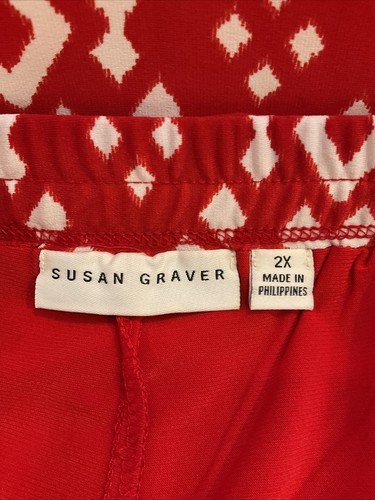 SUSAN GRAVER
2X
MADE IN
PHILIPPINES